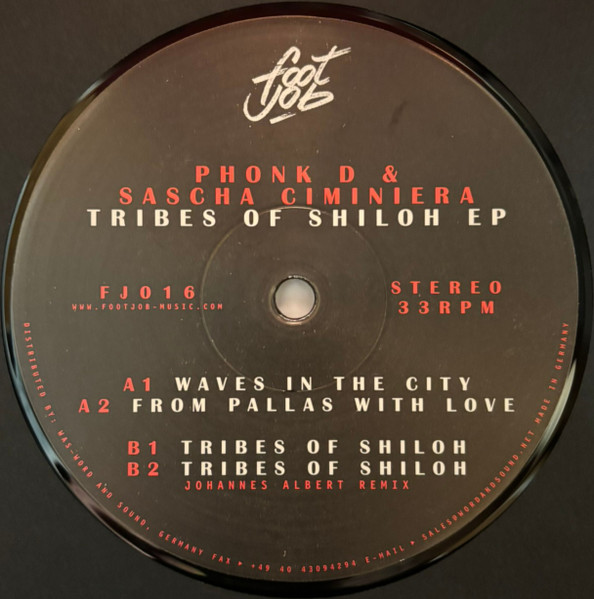 foot
job
PHONK D &
SASCHA CIMINIERA
TRIBES OF SHILOH EP
FJ016
WWW.FOOTJOB-MUSIC.COM
STEREO
33RPM
A1 WAVES IN THE CITY
A2 FROM PALLAS WITH LOVE
B1 TRIBES OF SHILOH
B2 TRIBES OF SHILOH
JOHANNES ALBERT REMIX
DISTRIBUTED BY: WAS-WORD AND SOUND, GERMANY FAX ▸ +49 40 43094294 E-MAIL ▸ SALES@WORDANDSOUND.NET MADE IN GERMANY